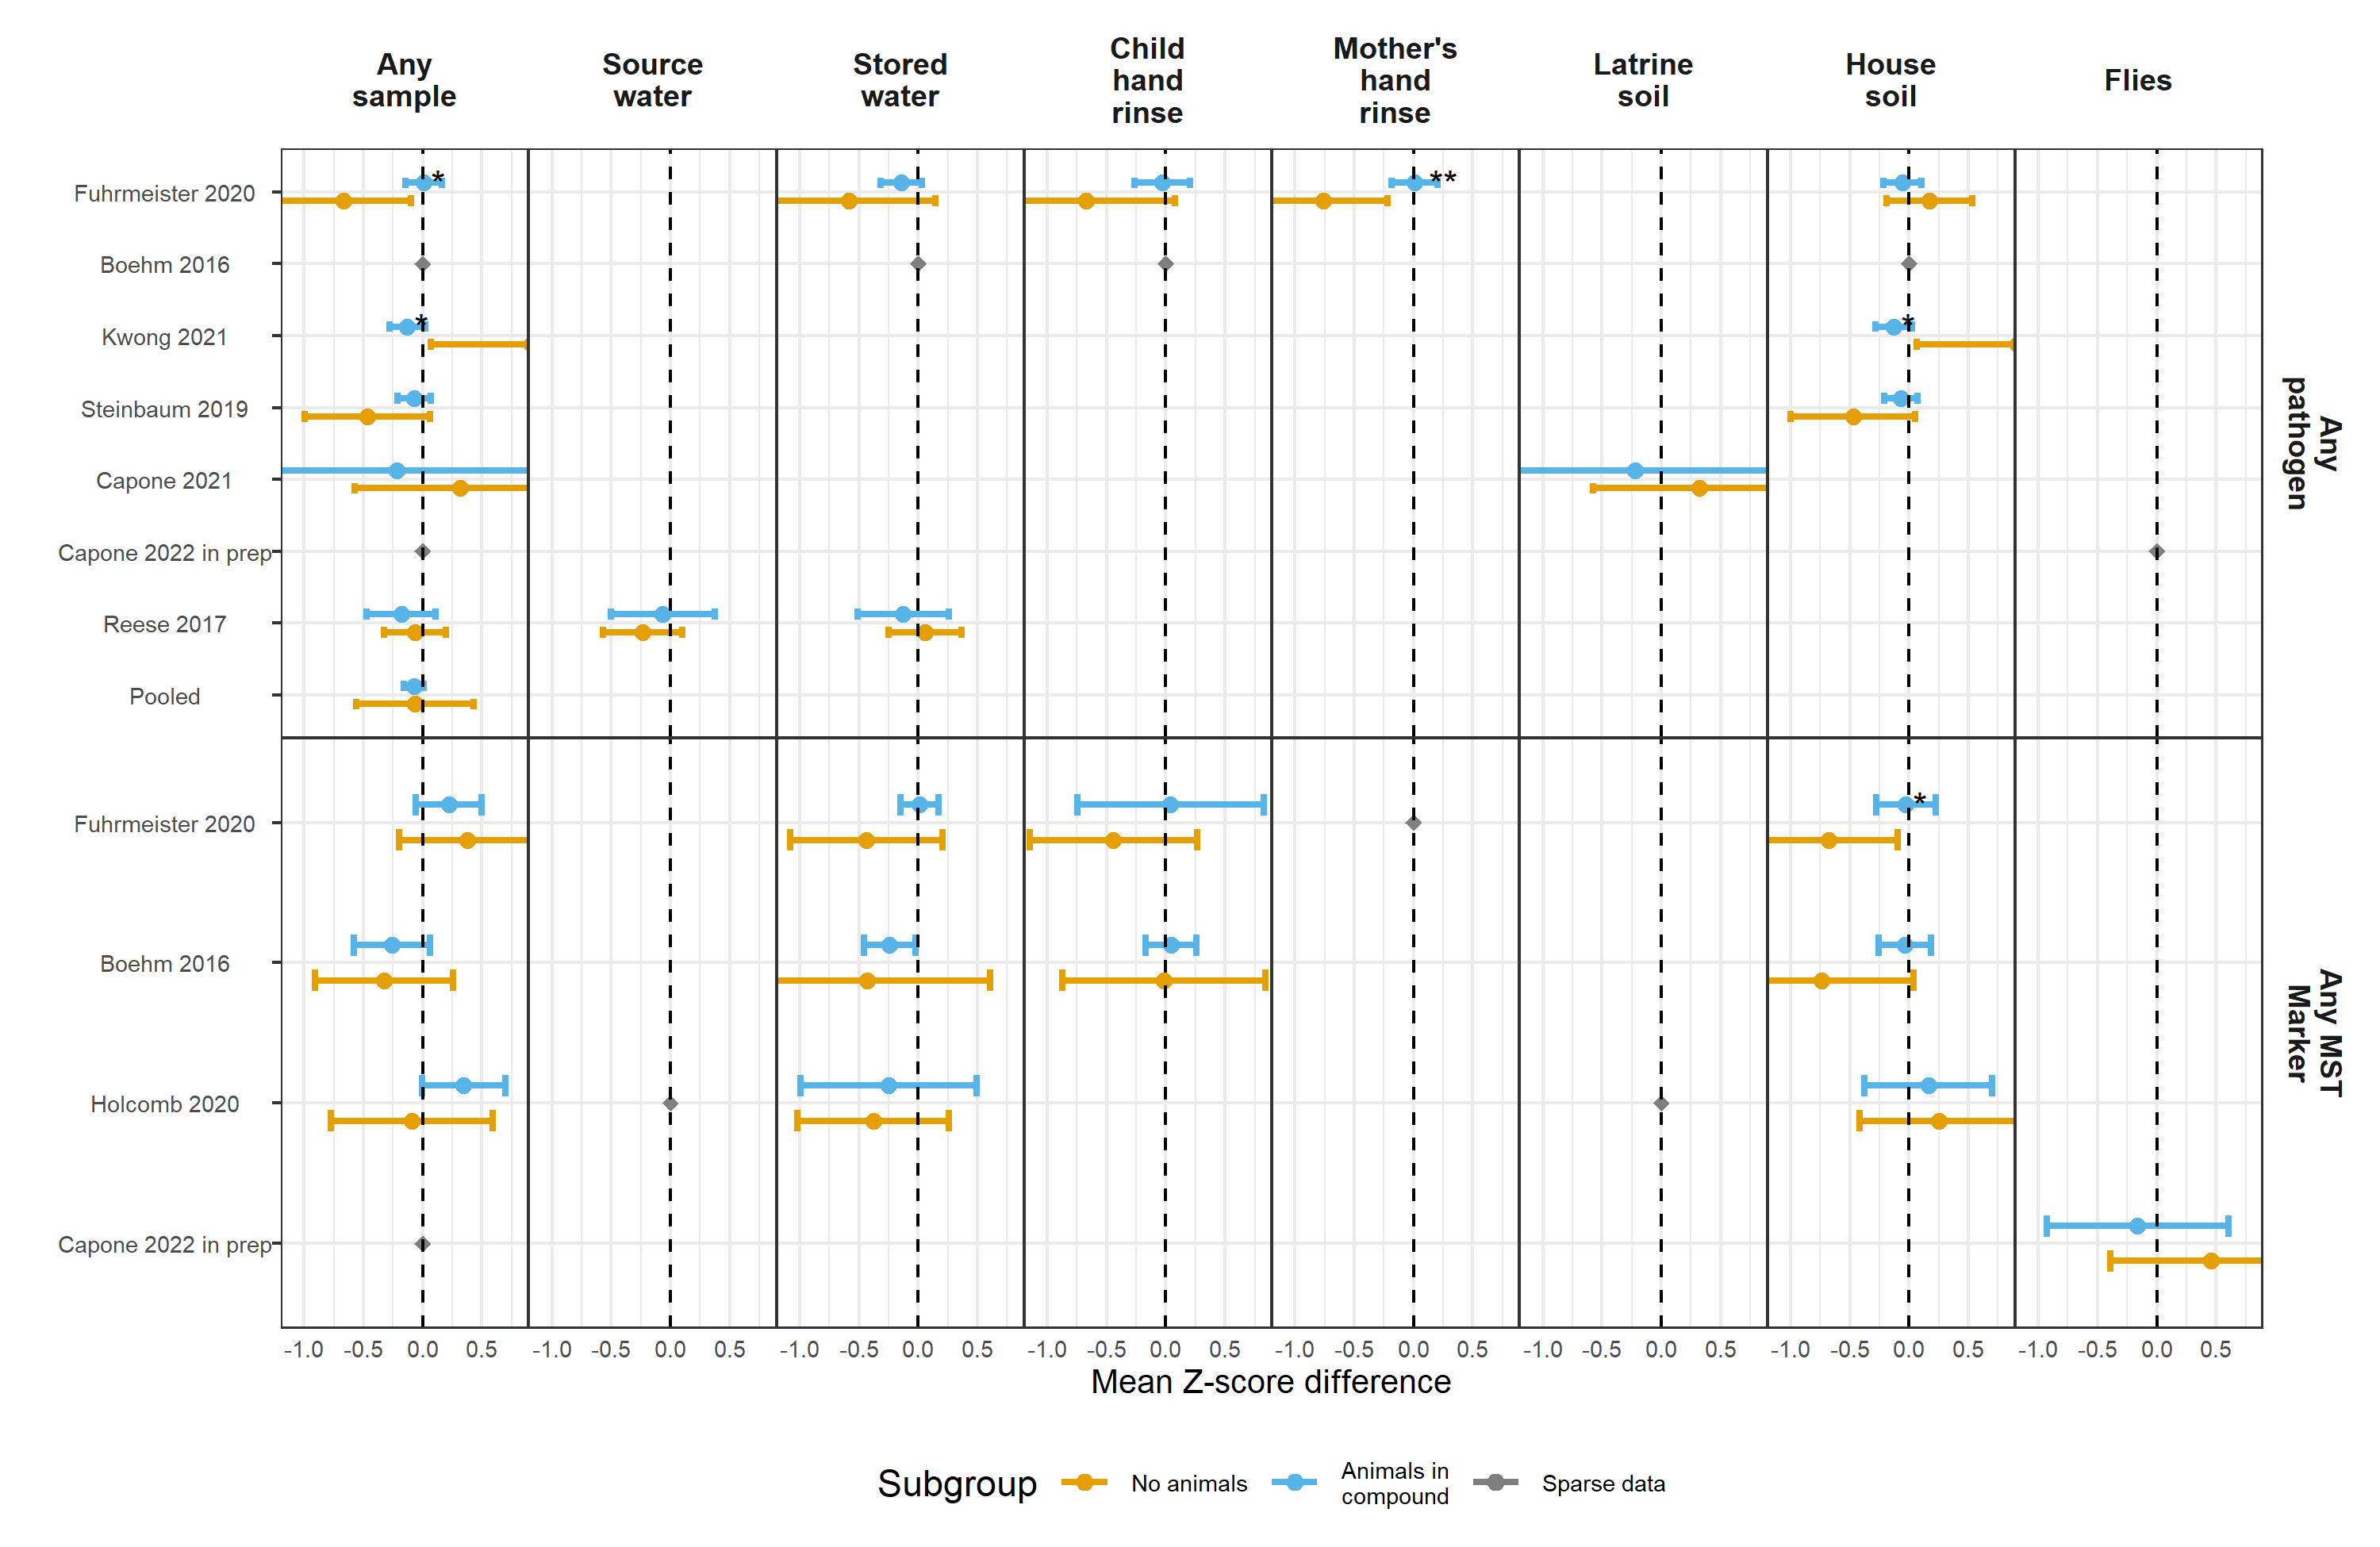 Any
sample
Source
water
Stored
water
Child
hand
rinse
Mother's
hand
rinse
Latrine
soil
House
soil
Flies
Fuhrmeister 2020
* ** 
Boehm 2016
Kwong 2021
* *
Steinbaum 2019
Capone 2021
Capone 2022 in prep
Reese 2017
Pooled
Any
pathogen
Fuhrmeister 2020
*
Boehm 2016
Holcomb 2020
Capone 2022 in prep
Any MST
Marker
-1.0 -0.5 0.0 0.5 -1.0 -0.5 0.0 0.5 -1.0 -0.5 0.0 0.5 -1.0 -0.5 0.0 0.5 -1.0 -0.5 0.0 0.5 -1.0 -0.5 0.0 0.5 -1.0 -0.5 0.0 0.5 -1.0 -0.5 0.0 0.5
Mean Z-score difference
Subgroup
No animals
Animals in
compound
Sparse data